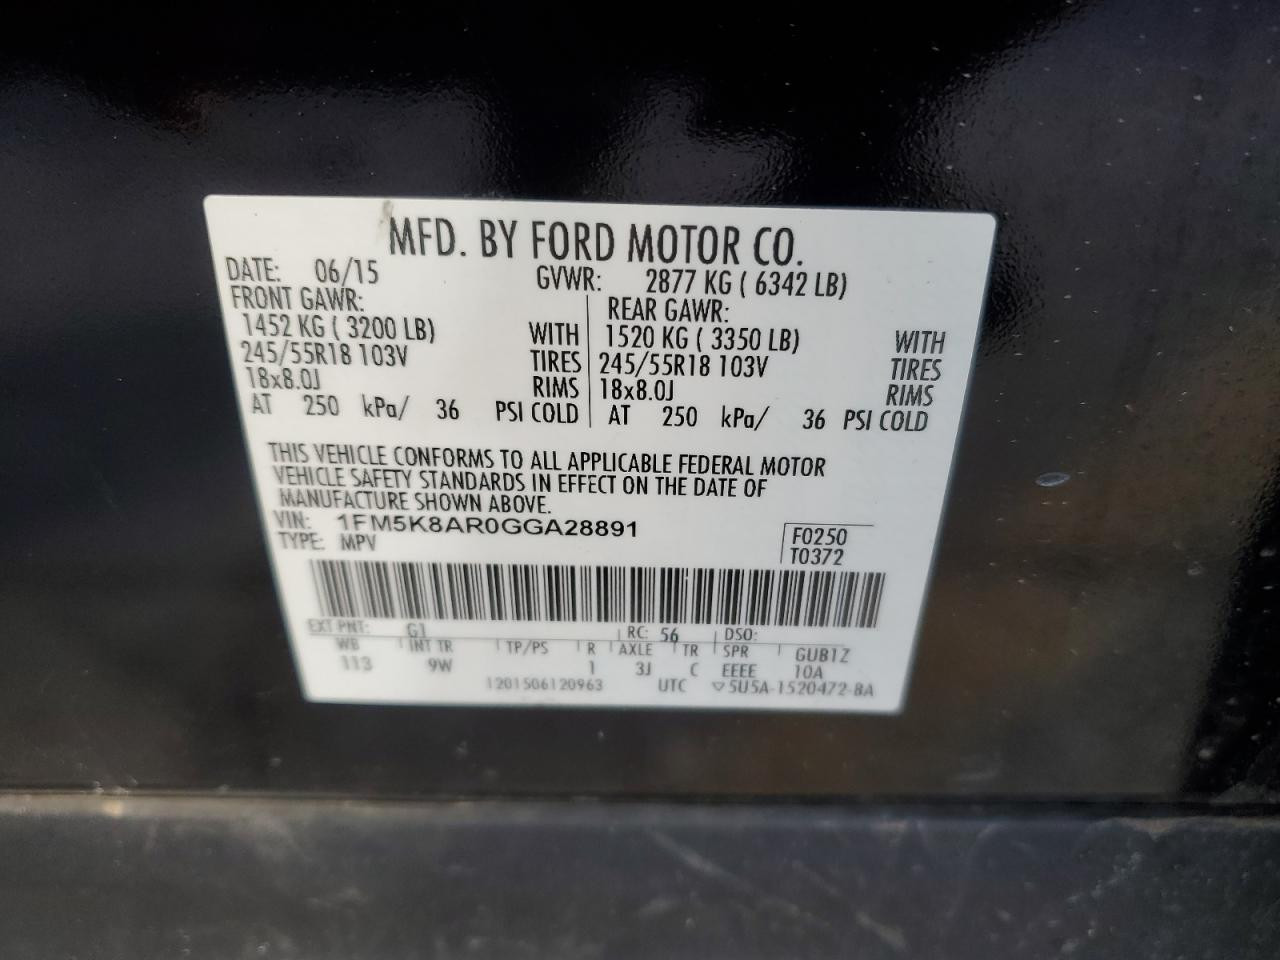 MFD. BY FORD MOTOR CO.
DATE: 06/15 GVWR: 2877 KG ( 6342 LB)
FRONT GAWR: REAR GAWR:
1452 KG ( 3200 LB) WITH 1520 KG ( 3350 LB) WITH
245/55R18 103V TIRES 245/55R18 103V TIRES
18x8.0J RIMS 18x8.0J RIMS
AT 250 kPa/ 36 PSI COLD AT 250 kPa/ 36 PSI COLD
THIS VEHICLE CONFORMS TO ALL APPLICABLE FEDERAL MOTOR
VEHICLE SAFETY STANDARDS IN EFFECT ON THE DATE OF
MANUFACTURE SHOWN ABOVE.
VIN: 1FM5K8AR0GGA28891 F0250
TYPE: MPV T0372
EXT PNT: G1 RC: 56 DSO:
WB INT TR TP/PS R AXLE TR SPR GUB1Z
113 9W 1 3J C EEEE 10A
1201506120963 UTC ▽5U5A-1520472-BA